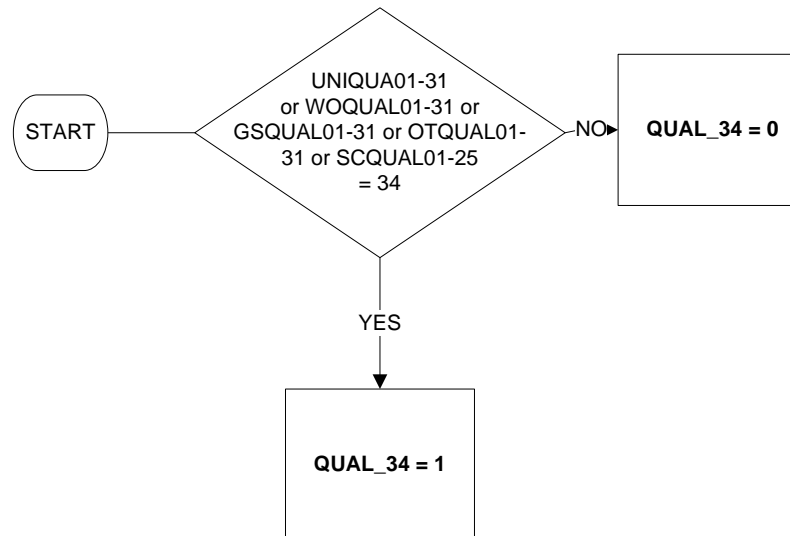 START
UNIQUA01-31
or WOQUAL01-31 or
GSQUAL01-31 or OTQUAL01-
31 or SCQUAL01-25
= 34
NO
QUAL_34 = 0
YES
QUAL_34 = 1